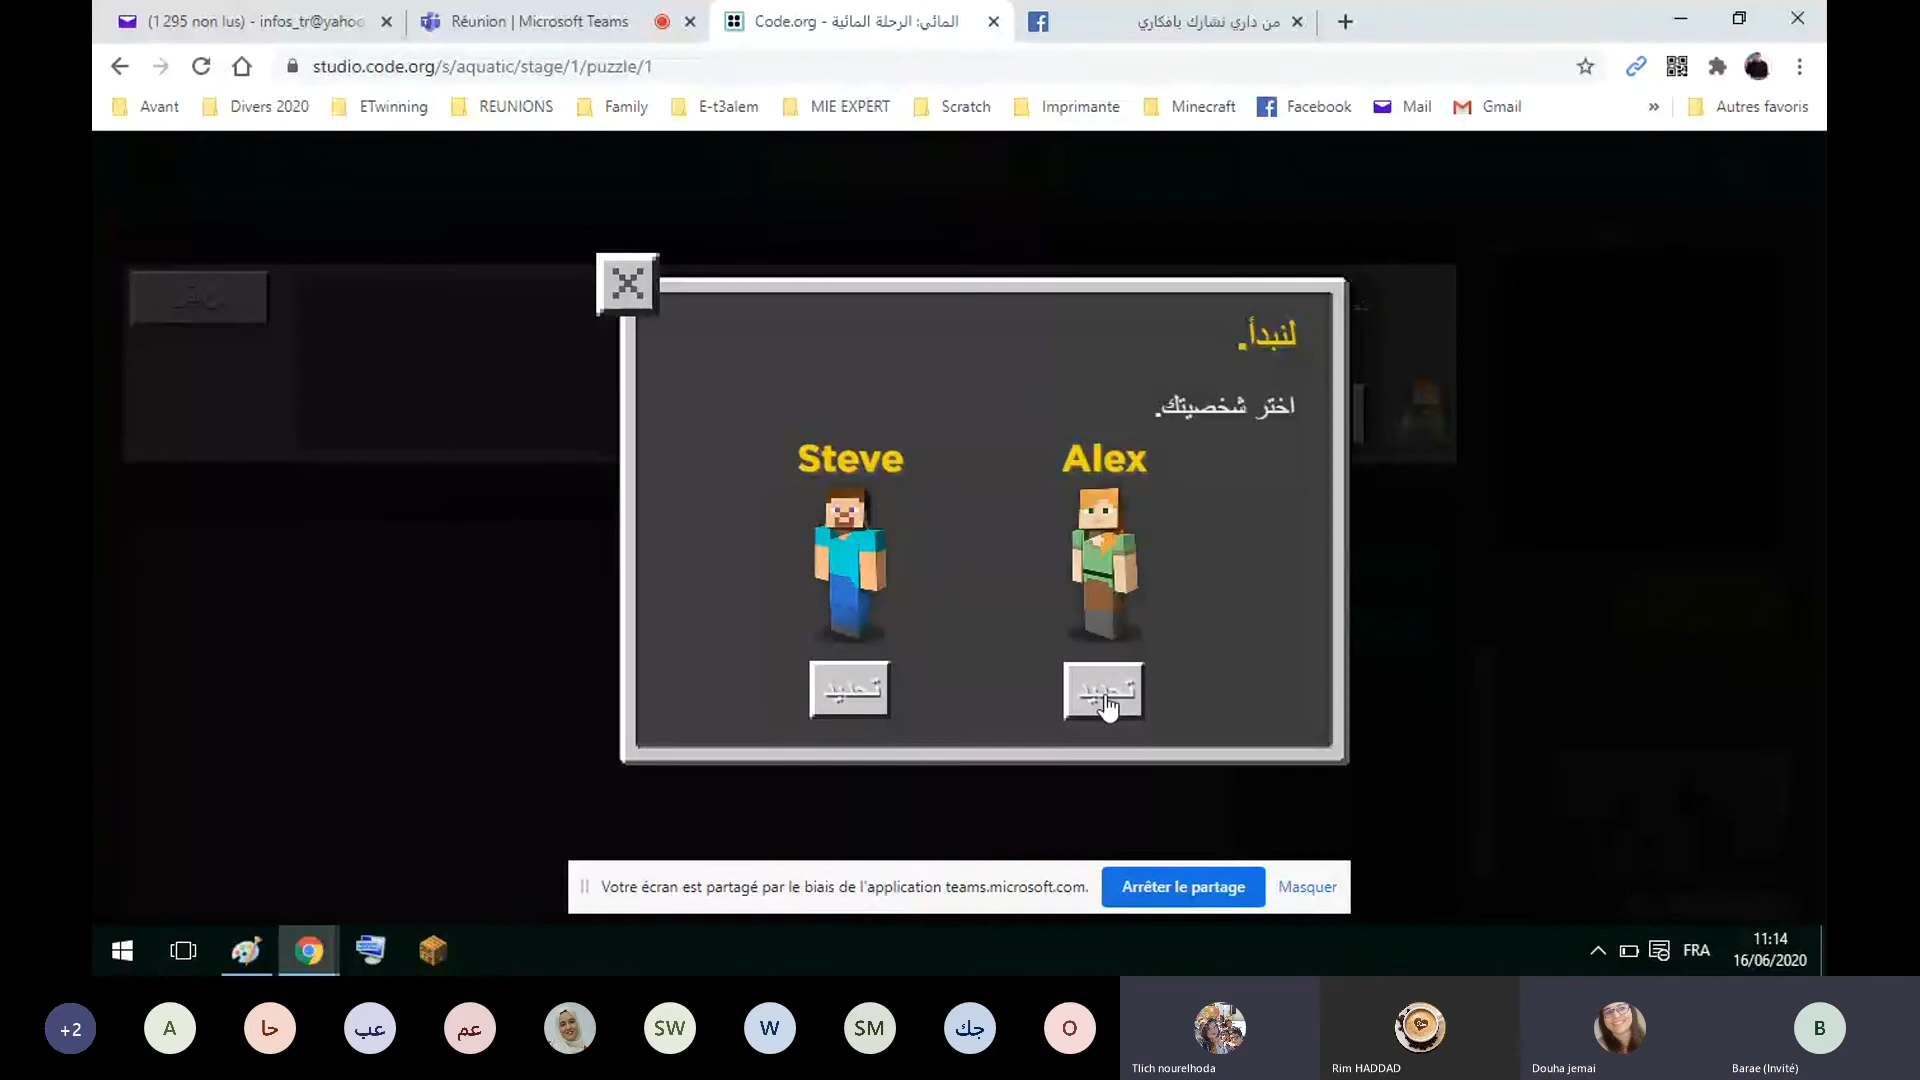 (1 295 non lus) - infos_tr@yahoo
Réunion | Microsoft Teams
المائي: الرحلة المائية - Code.org
من داري نشارك بافكاري
studio.code.org/s/aquatic/stage/1/puzzle/1
Avant
Divers 2020
ETwinning
REUNIONS
Family
E-t3alem
MIE EXPERT
Scratch
Imprimante
Minecraft
Facebook
Mail
Gmail
»
Autres favoris
لنبدأ.
اختر شخصيتك.
Steve
Alex
تحديد
تحديد
Votre écran est partagé par le biais de l'application teams.microsoft.com.
Arrêter le partage
Masquer
FRA
11:14
16/06/2020
+2
A
حا
عب
عم
SW
W
SM
جك
O
B
Tlich nourelhoda
Rim HADDAD
Douha jemai
Barae (Invité)